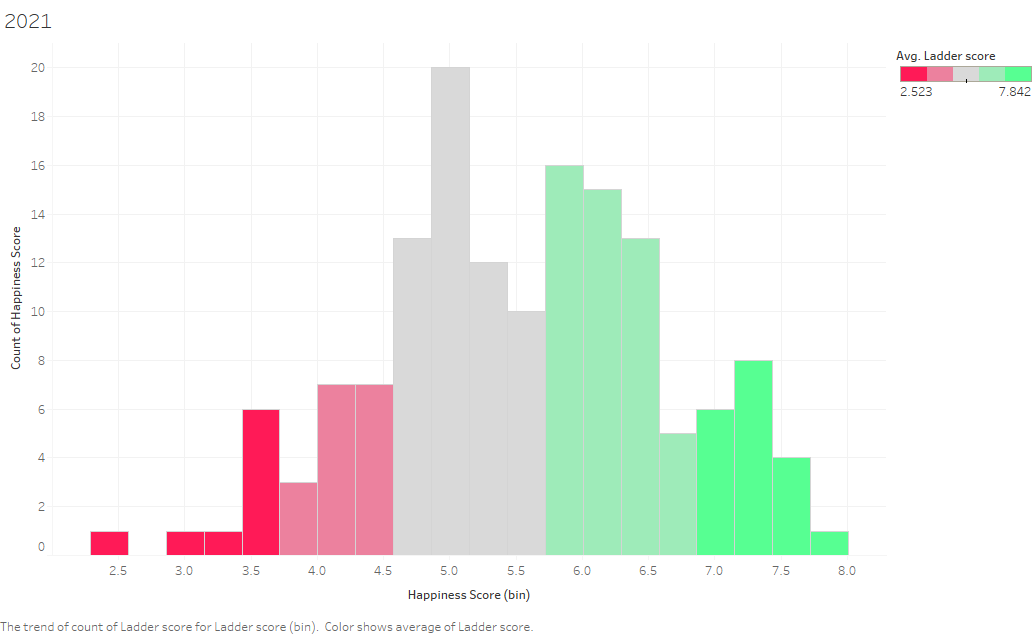 2021
Avg. Ladder score
2.523 7.842
Count of Happiness Score
20
18
16
14
12
10
8
6
4
2
0
2.5 3.0 3.5 4.0 4.5 5.0 5.5 6.0 6.5 7.0 7.5 8.0
Happiness Score (bin)
The trend of count of Ladder score for Ladder score (bin).  Color shows average of Ladder score.